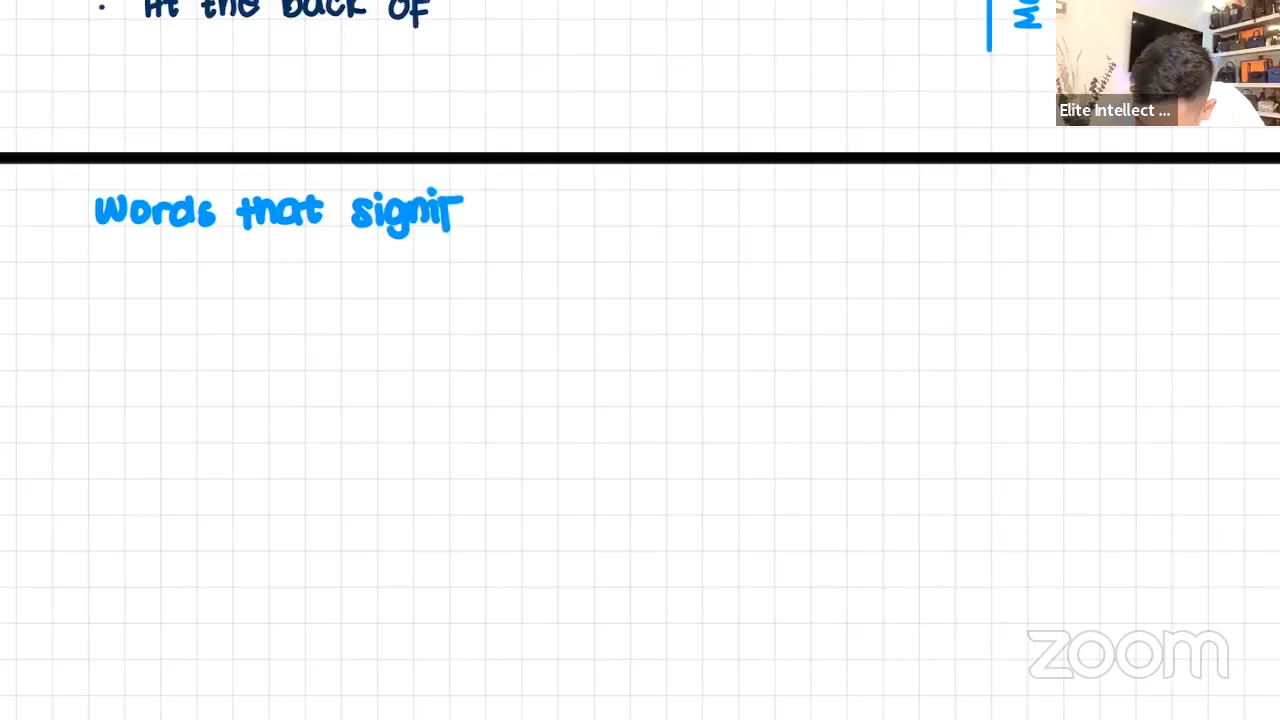 · At the back of
Elite Intellect ...
Words that signif
zoom